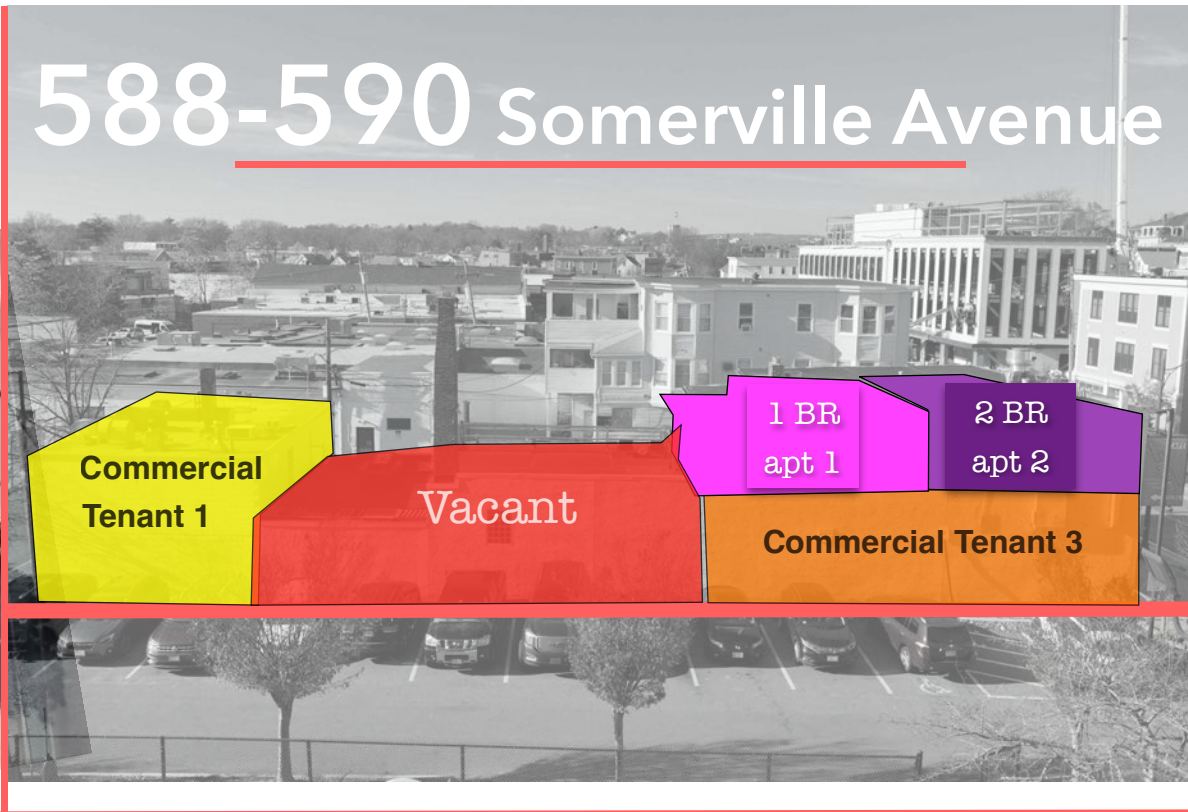 588-590 Somerville Avenue
Commercial
Tenant 1
Vacant
1 BR
apt 1
2 BR
apt 2
Commercial Tenant 3